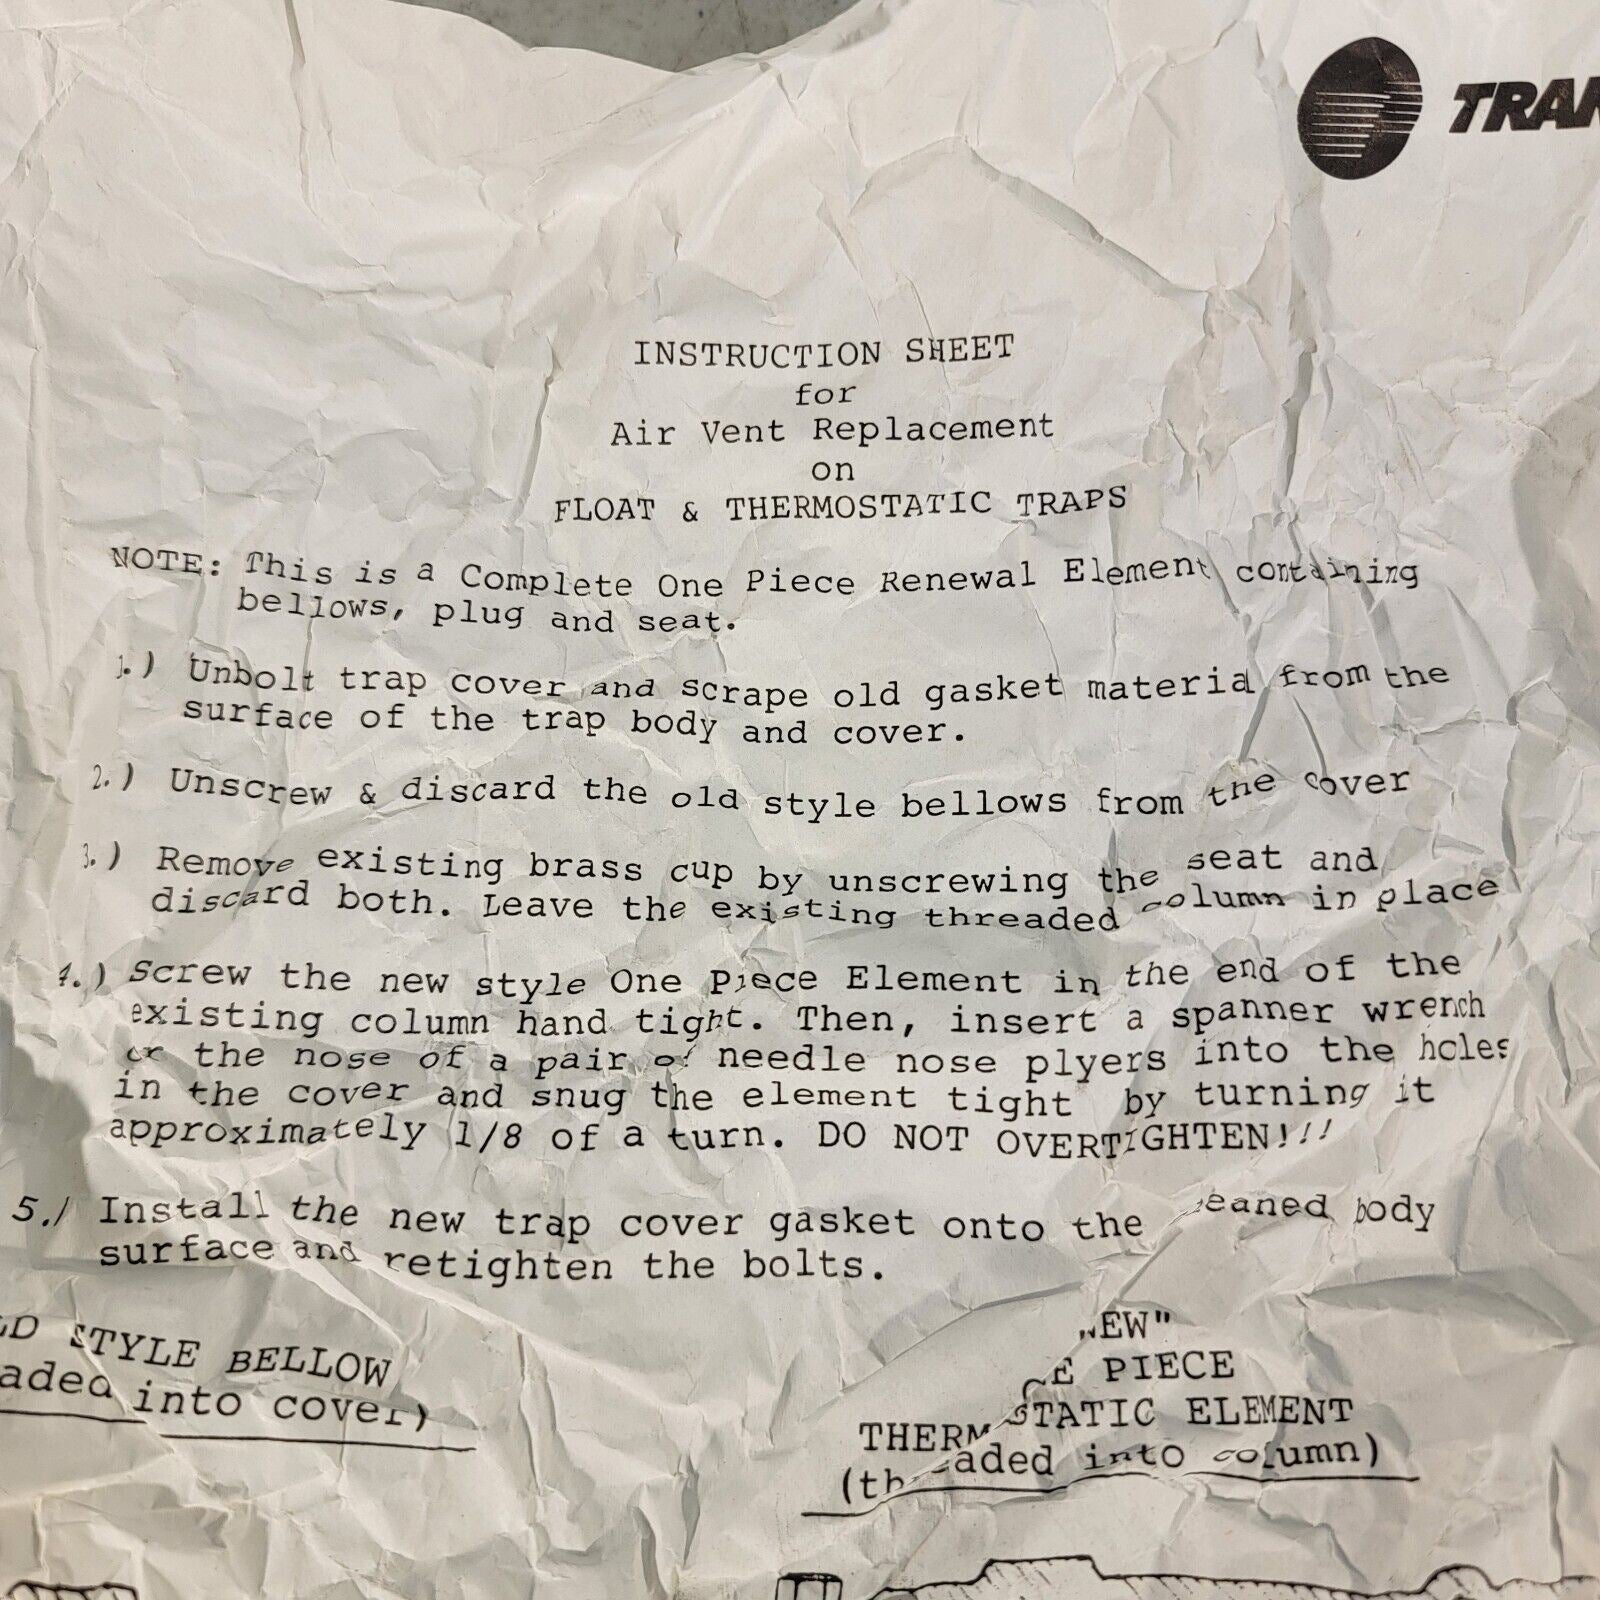 TRAN
INSTRUCTION SHEET
for
Air Vent Replacement
on
FLOAT & THERMOSTATIC TRAPS
NOTE: This is a Complete One Piece Renewal Element containing
bellows, plug and seat.
1.) Unbolt trap cover and scrape old gasket material from the
surface of the trap body and cover.
2.) Unscrew & discard the old style bellows from the cover
3.) Remove existing brass cup by unscrewing the seat and
discard both. Leave the existing threaded column in place
4.) Screw the new style One Piece Element in the end of the
existing column hand tight. Then, insert a spanner wrench
or the nose of a pair of needle nose plyers into the holes
in the cover and snug the element tight by turning it
approximately 1/8 of a turn. DO NOT OVERTIGHTEN!!!
5./ Install the new trap cover gasket onto the eaned body
surface and retighten the bolts.
LD STYLE BELLOW
aded into cover)
"NEW"
E PIECE
THERMOSTATIC ELEMENT
(threaded into column)